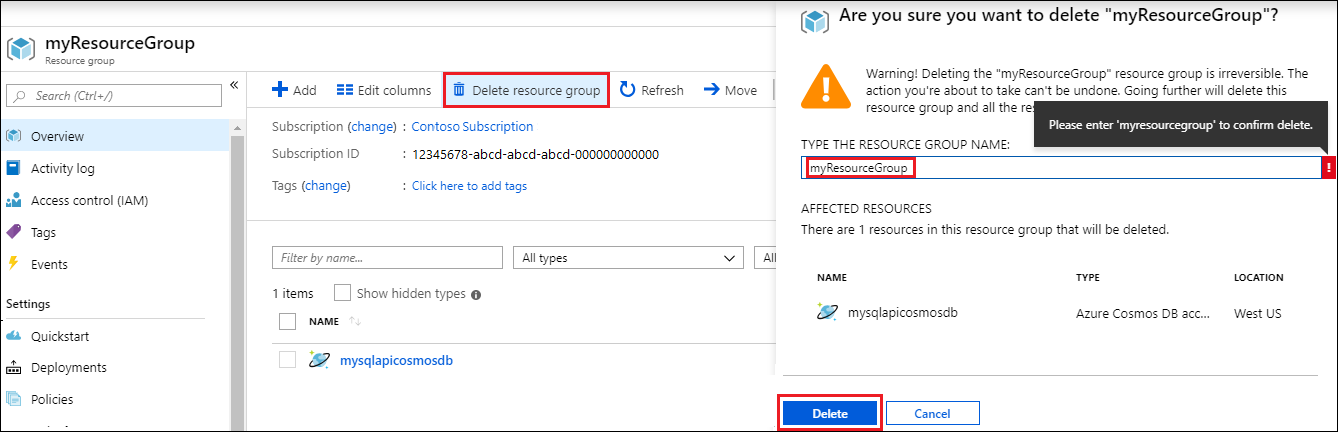 myResourceGroup
Resource group
Search (Ctrl+/)
«
Overview
Activity log
Access control (IAM)
Tags
Events
Settings
Quickstart
Deployments
Policies
Add
Edit columns
Delete resource group
Refresh
Move
Subscription (change) : Contoso Subscription
Subscription ID : 12345678-abcd-abcd-abcd-000000000000
Tags (change) : Click here to add tags
Filter by name...
All types
All
1 items
Show hidden types
NAME
mysqlapicosmosdb
Are you sure you want to delete "myResourceGroup"?
Warning! Deleting the "myResourceGroup" resource group is irreversible. The
action you're about to take can't be undone. Going further will delete this
resource group and all the res
Please enter 'myresourcegroup' to confirm delete.
TYPE THE RESOURCE GROUP NAME:
myResourceGroup
!
AFFECTED RESOURCES
There are 1 resources in this resource group that will be deleted.
NAME TYPE LOCATION
mysqlapicosmosdb Azure Cosmos DB acc... West US
Delete
Cancel